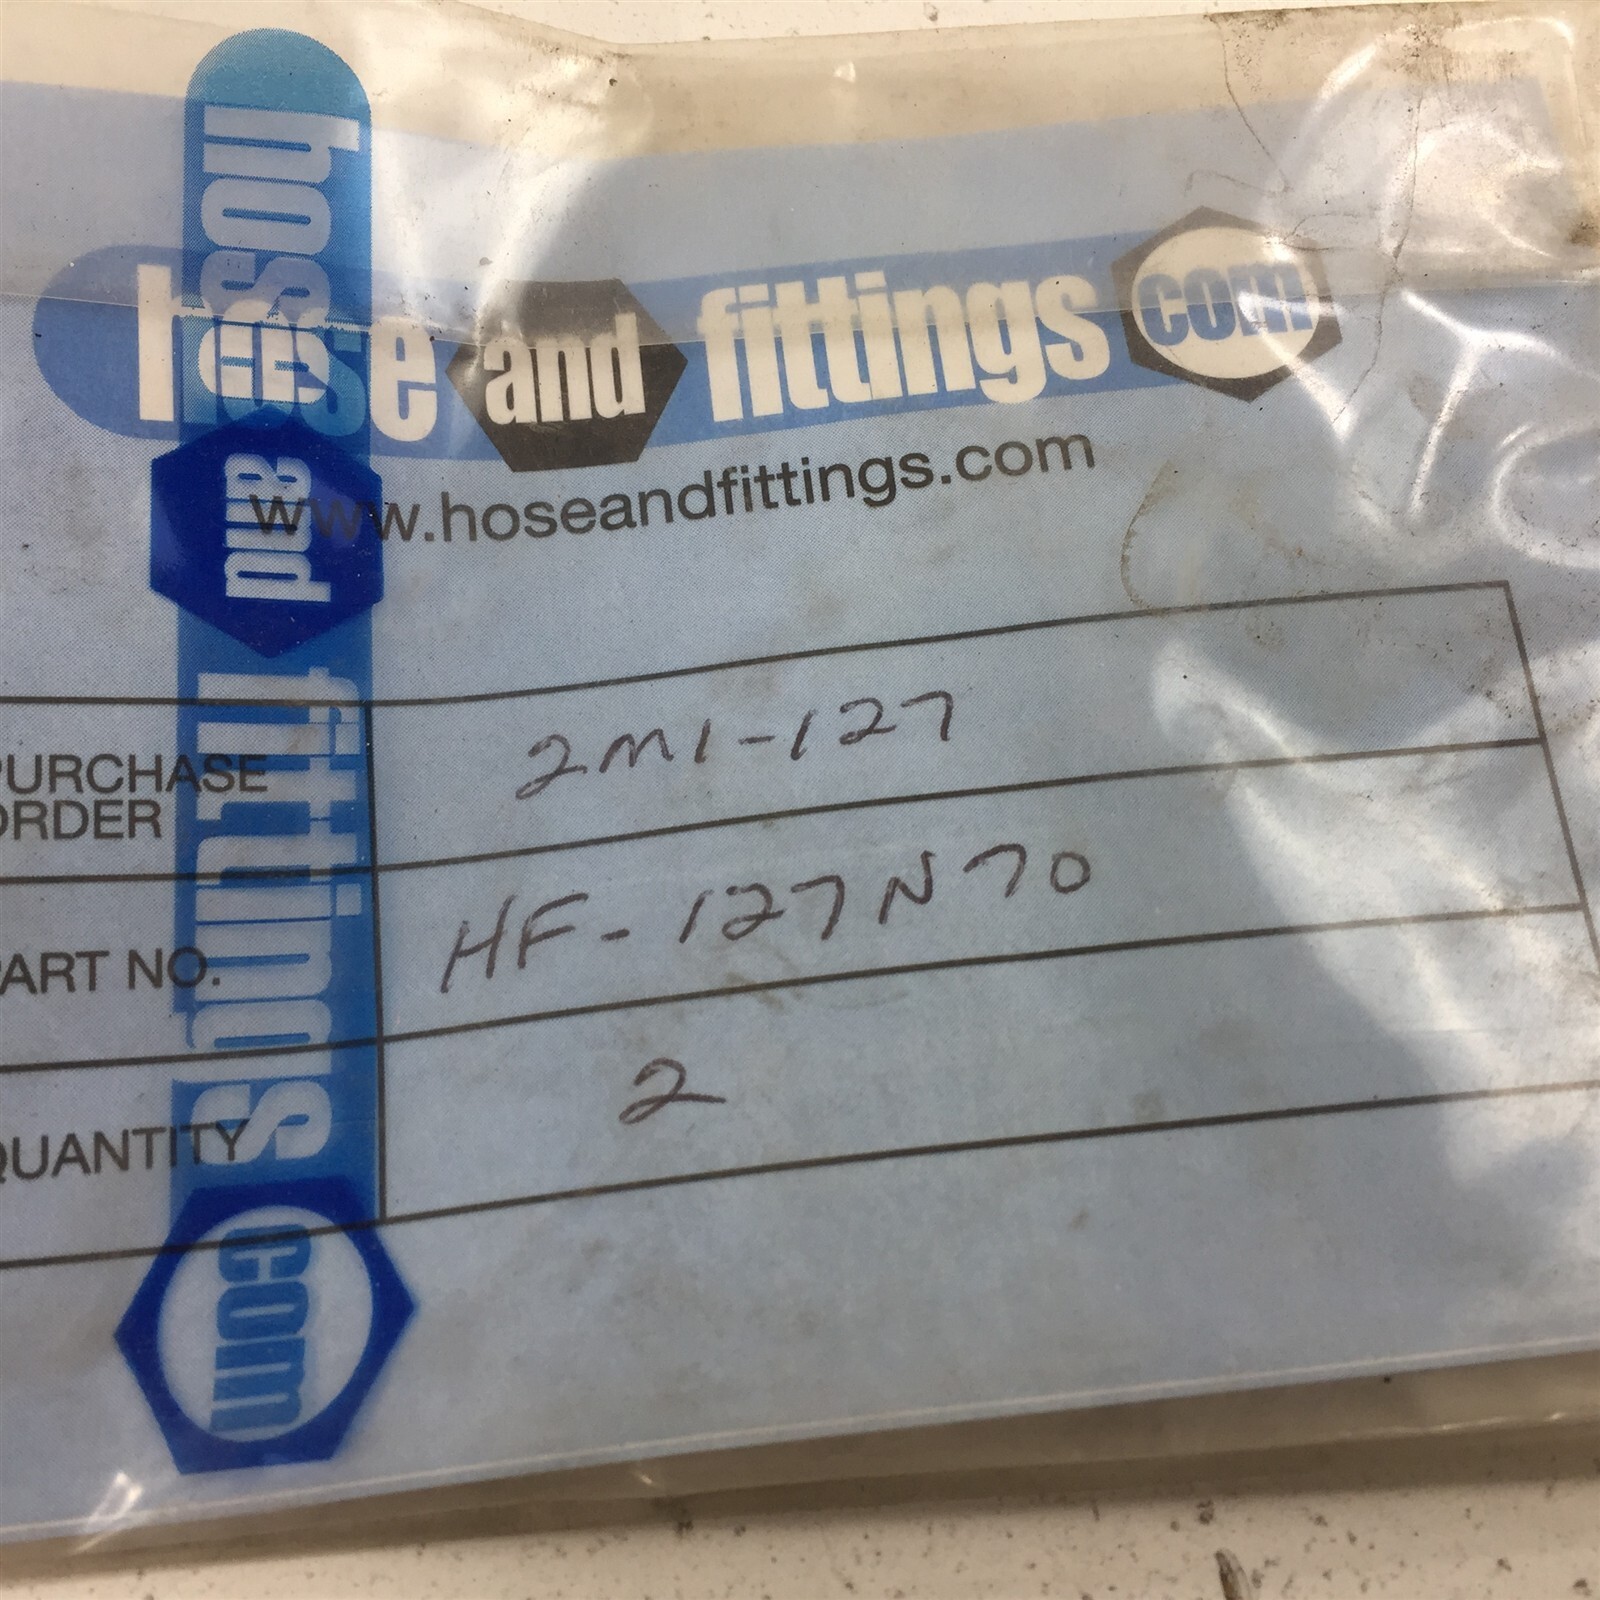 hose and fittings com
hose and fittings com
www.hoseandfittings.com
PURCHASE
ORDER
2M1-127
PART NO.
HF-127N70
QUANTITY
2